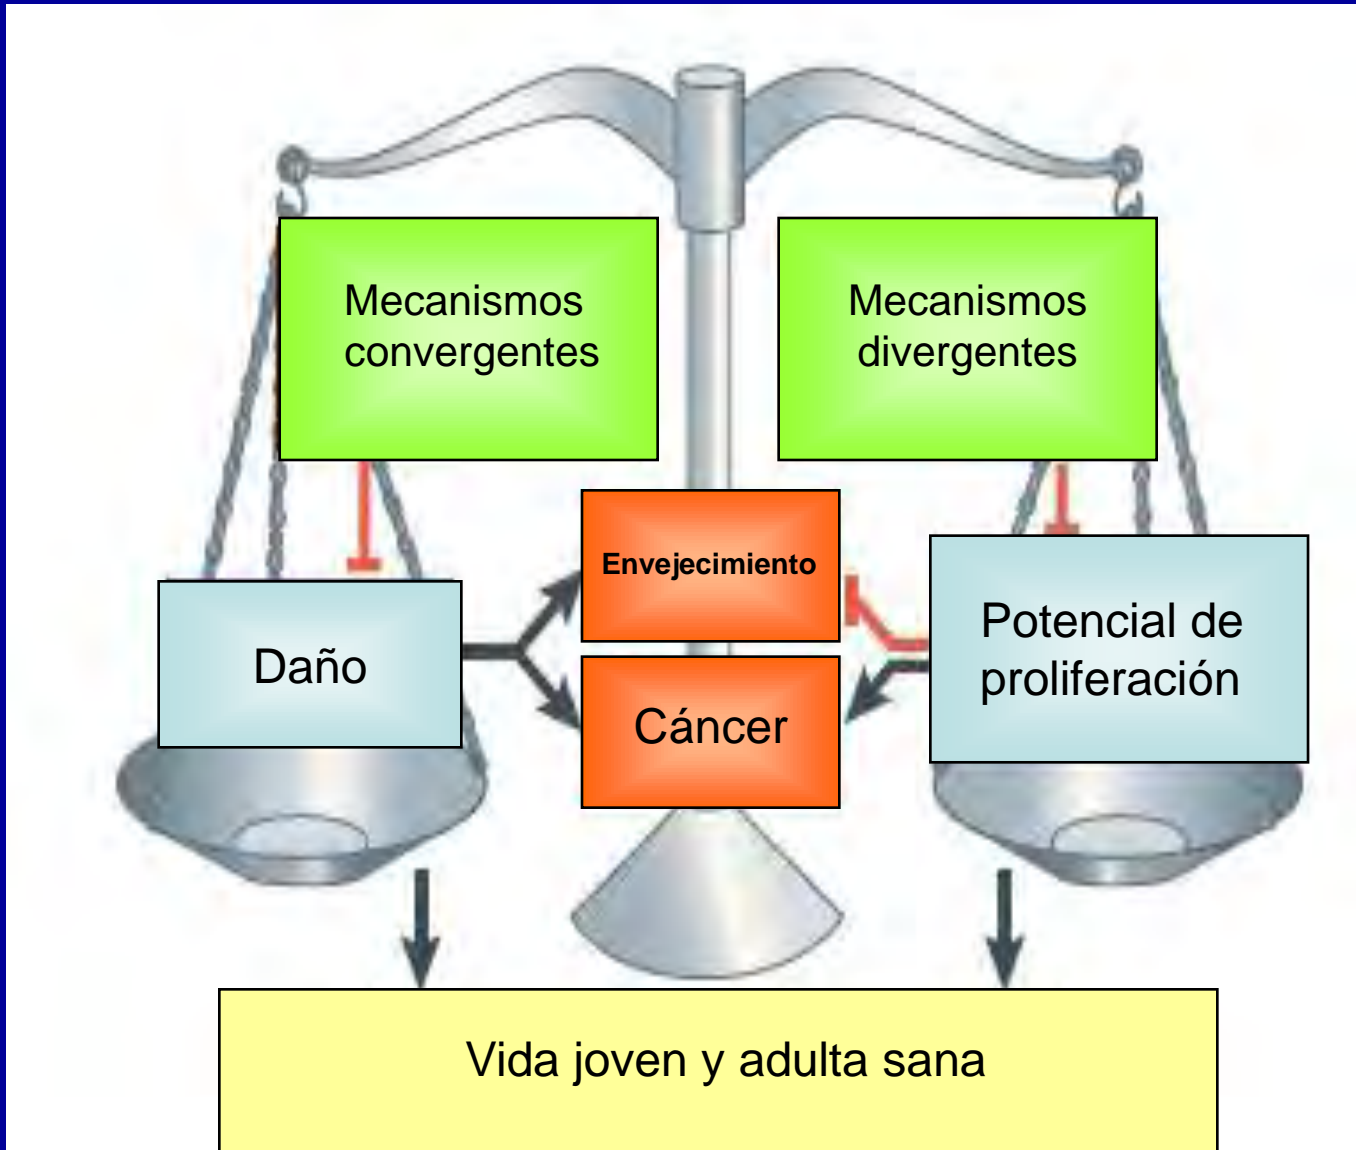 Mecanismos
convergentes
Mecanismos
divergentes
Envejecimiento
Daño
Potencial de
proliferación
Cáncer
Vida joven y adulta sana